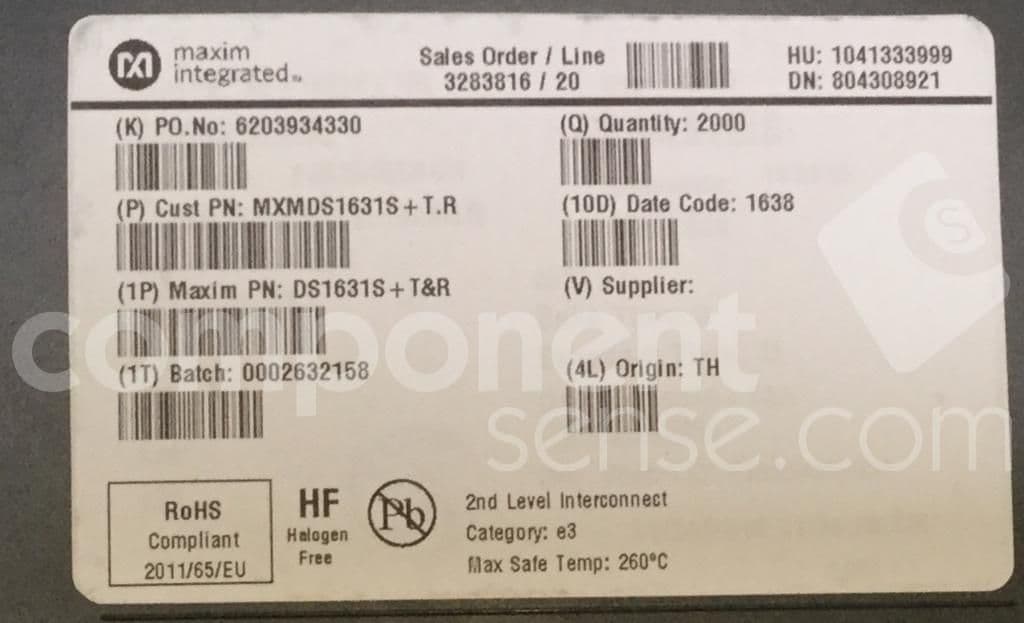 maxim
integrated™
Sales Order / Line
3283816 / 20
HU: 1041333999
DN: 804308921
(K) PO.No: 6203934330
(Q) Quantity: 2000
(P) Cust PN: MXMDS1631S+T.R
(10D) Date Code: 1638
(1P) Maxim PN: DS1631S+T&R
(V) Supplier:
(1T) Batch: 0002632158
(4L) Origin: TH
component
sense.com
RoHS
Compliant
2011/65/EU
HF
Halogen
Free
Pb
2nd Level Interconnect
Category: e3
Max Safe Temp: 260°C